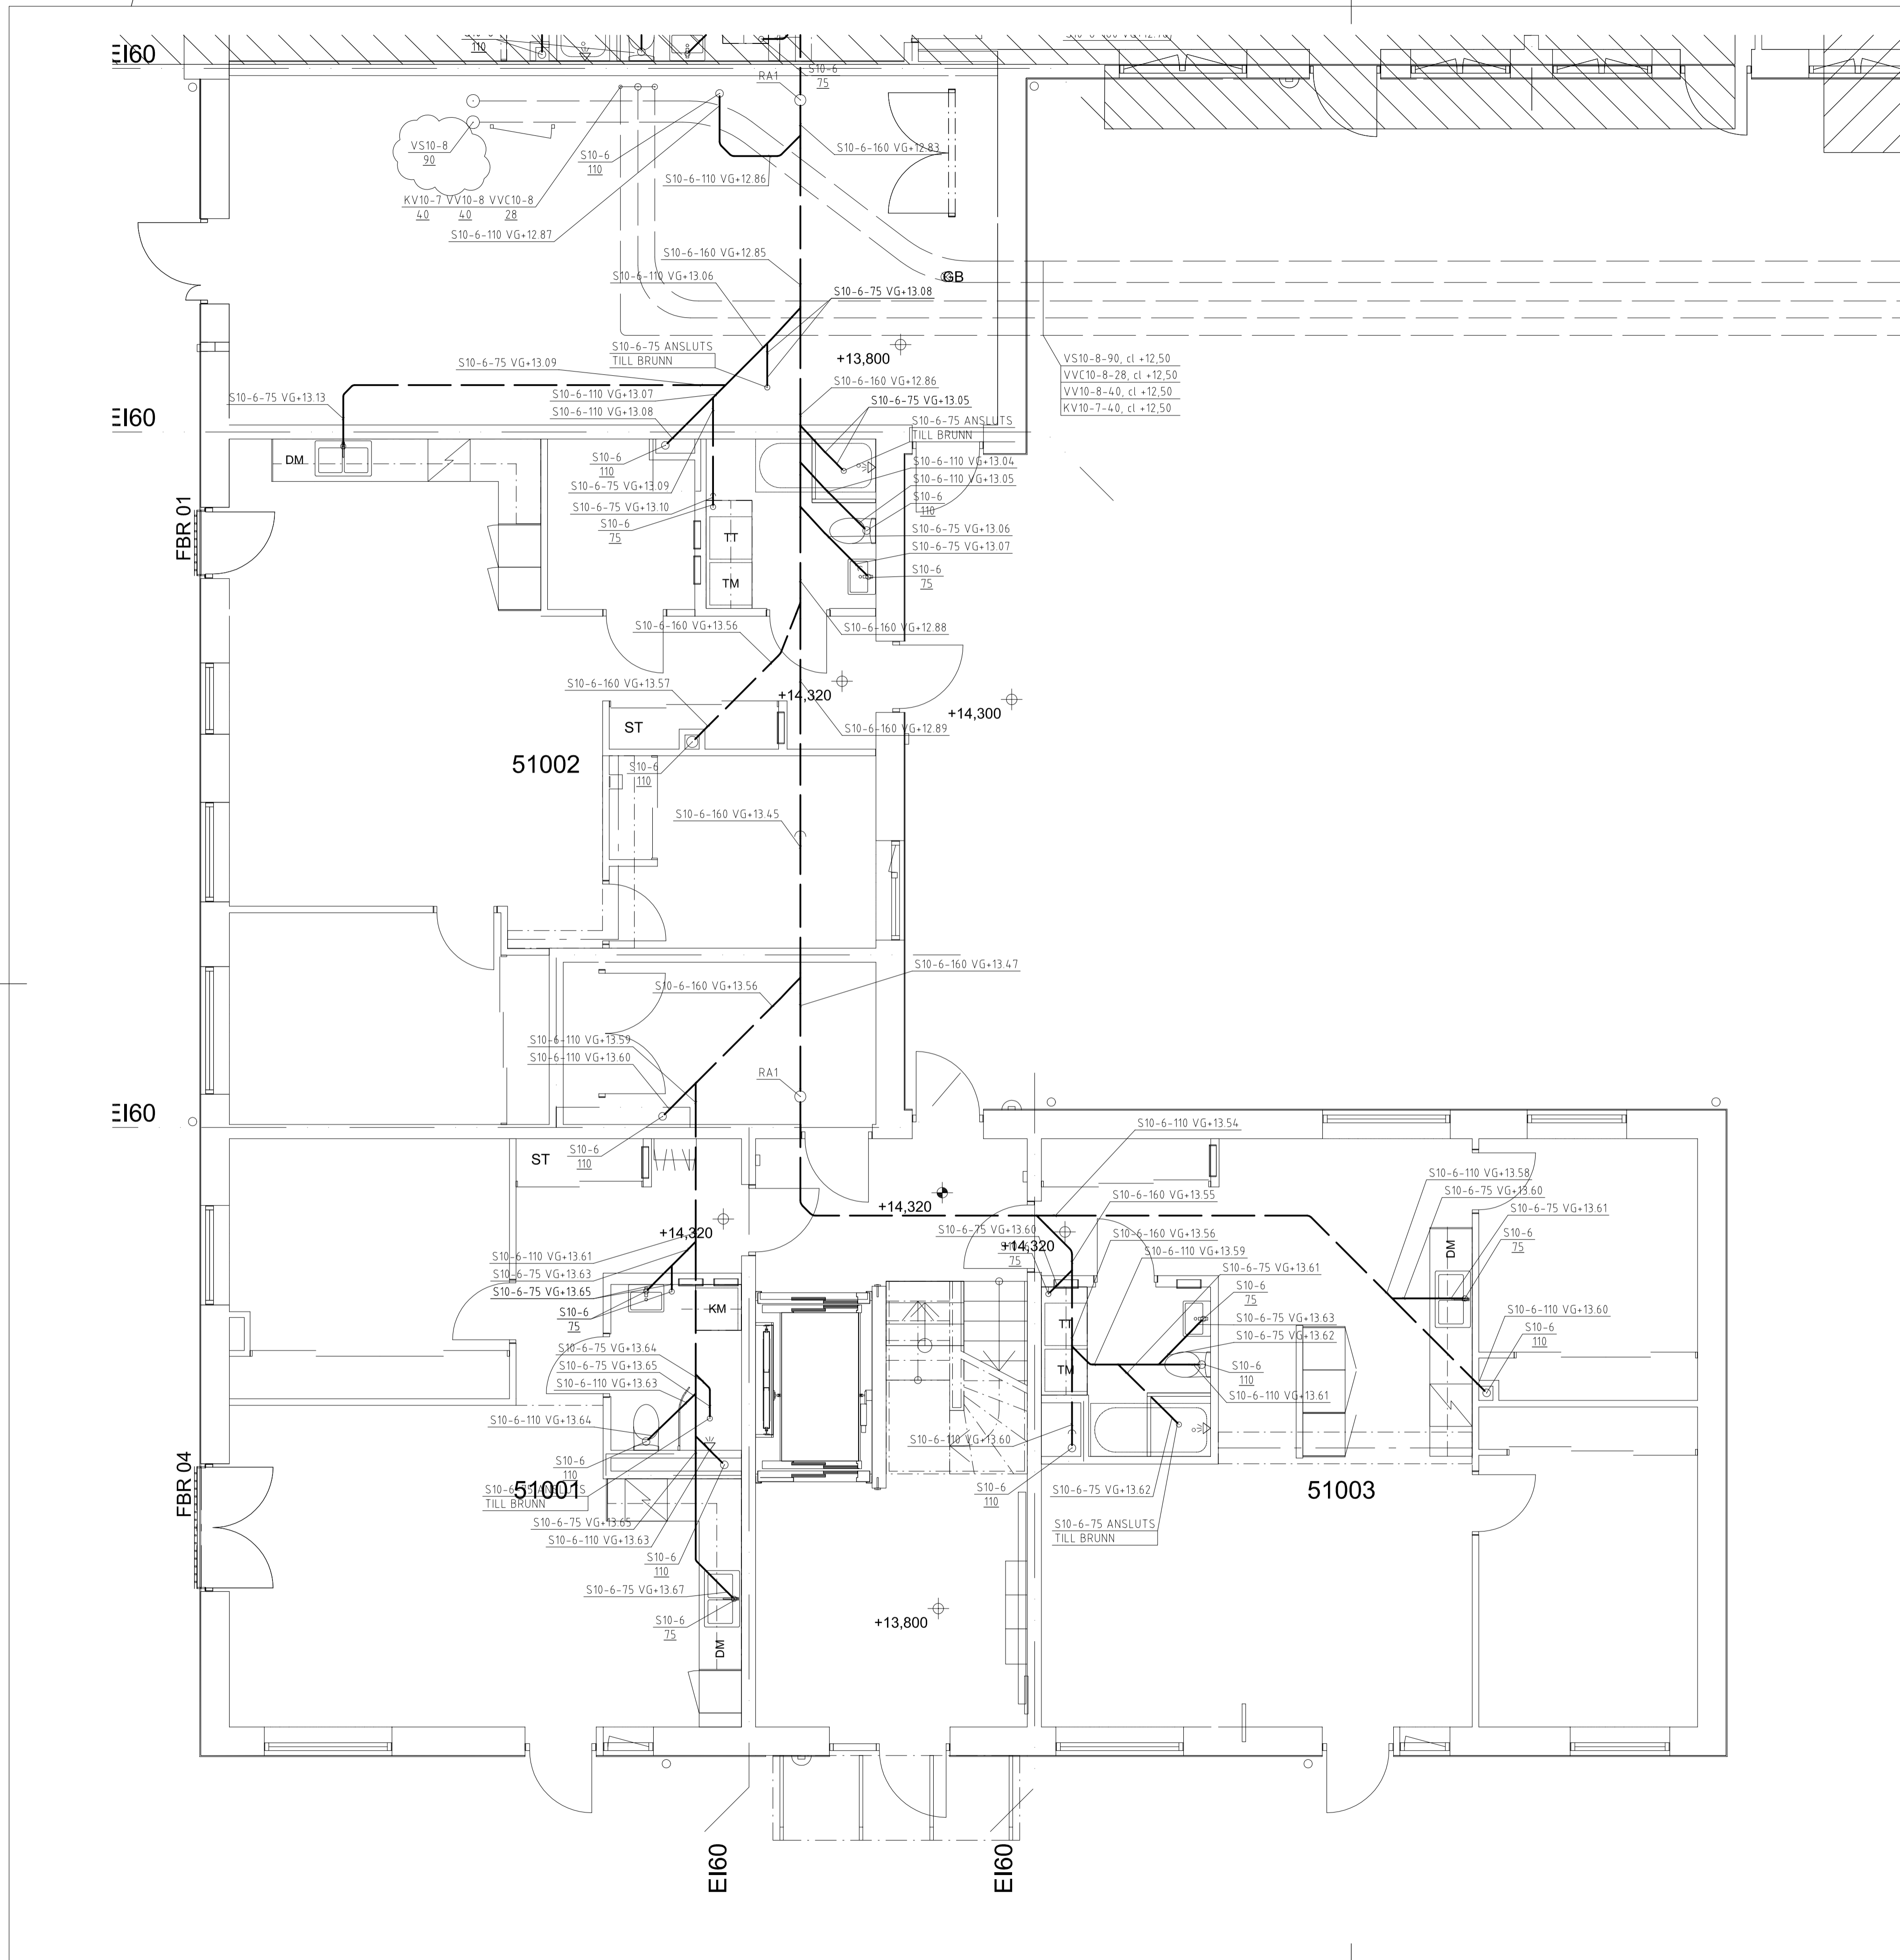 EI60
110
RA1
S10-6
75
VS10-8
90
S10-6
110
S10-6-160 VG+12.83
S10-6-110 VG+12.86
KV10-7 VV10-8 VVC10-8
40 40 28
S10-6-110 VG+12.87
S10-6-160 VG+12.85
S10-6-110 VG+13.06
GB
S10-6-75 VG+13.08
S10-6-75 ANSLUTS
TILL BRUNN
+13,800
VS10-8-90, cl +12,50
VVC10-8-28, cl +12,50
VV10-8-40, cl +12,50
KV10-7-40, cl +12,50
S10-6-75 VG+13.09
S10-6-160 VG+12.86
S10-6-75 VG+13.13
S10-6-110 VG+13.07
S10-6-110 VG+13.08
S10-6-75 VG+13.05
EI60
S10-6-75 ANSLUTS
TILL BRUNN
DM
S10-6
110
S10-6-110 VG+13.04
S10-6-110 VG+13.05
S10-6
110
S10-6-75 VG+13.09
S10-6-75 VG+13.10
S10-6
75
FBR 01
TT
S10-6-75 VG+13.06
S10-6-75 VG+13.07
S10-6
75
TM
S10-6-160 VG+13.56
S10-6-160 VG+12.88
S10-6-160 VG+13.57
+14,320
+14,300
ST
S10-6-160 VG+12.89
51002
S10-6
110
S10-6-160 VG+13.45
S10-6-160 VG+13.47
S10-6-160 VG+13.56
S10-6-110 VG+13.59
S10-6-110 VG+13.60
RA1
EI60
S10-6
110
ST
S10-6-110 VG+13.54
S10-6-110 VG+13.58
S10-6-75 VG+13.60
S10-6-75 VG+13.61
S10-6
75
S10-6-160 VG+13.55
+14,320
+14,320
S10-6-75 VG+13.60
+14,320
75
S10-6-160 VG+13.56
S10-6-110 VG+13.59
S10-6-75 VG+13.61
S10-6
75
DM
S10-6-110 VG+13.61
S10-6-75 VG+13.63
S10-6-75 VG+13.65
S10-6
75
KM
TT
S10-6-75 VG+13.63
S10-6-75 VG+13.62
S10-6-110 VG+13.60
S10-6
110
S10-6-75 VG+13.64
S10-6-75 VG+13.65
S10-6-110 VG+13.63
TM
S10-6
110
S10-6-110 VG+13.61
S10-6-110 VG+13.64
S10-6-110 VG+13.60
S10-6
110
FBR 04
51001
S10-6-75 ANSLUTS
TILL BRUNN
S10-6
110
S10-6-75 VG+13.62
51003
S10-6-75 VG+13.65
S10-6-110 VG+13.63
S10-6-75 ANSLUTS
TILL BRUNN
S10-6
110
S10-6-75 VG+13.67
S10-6
75
DM
+13,800
EI60
EI60